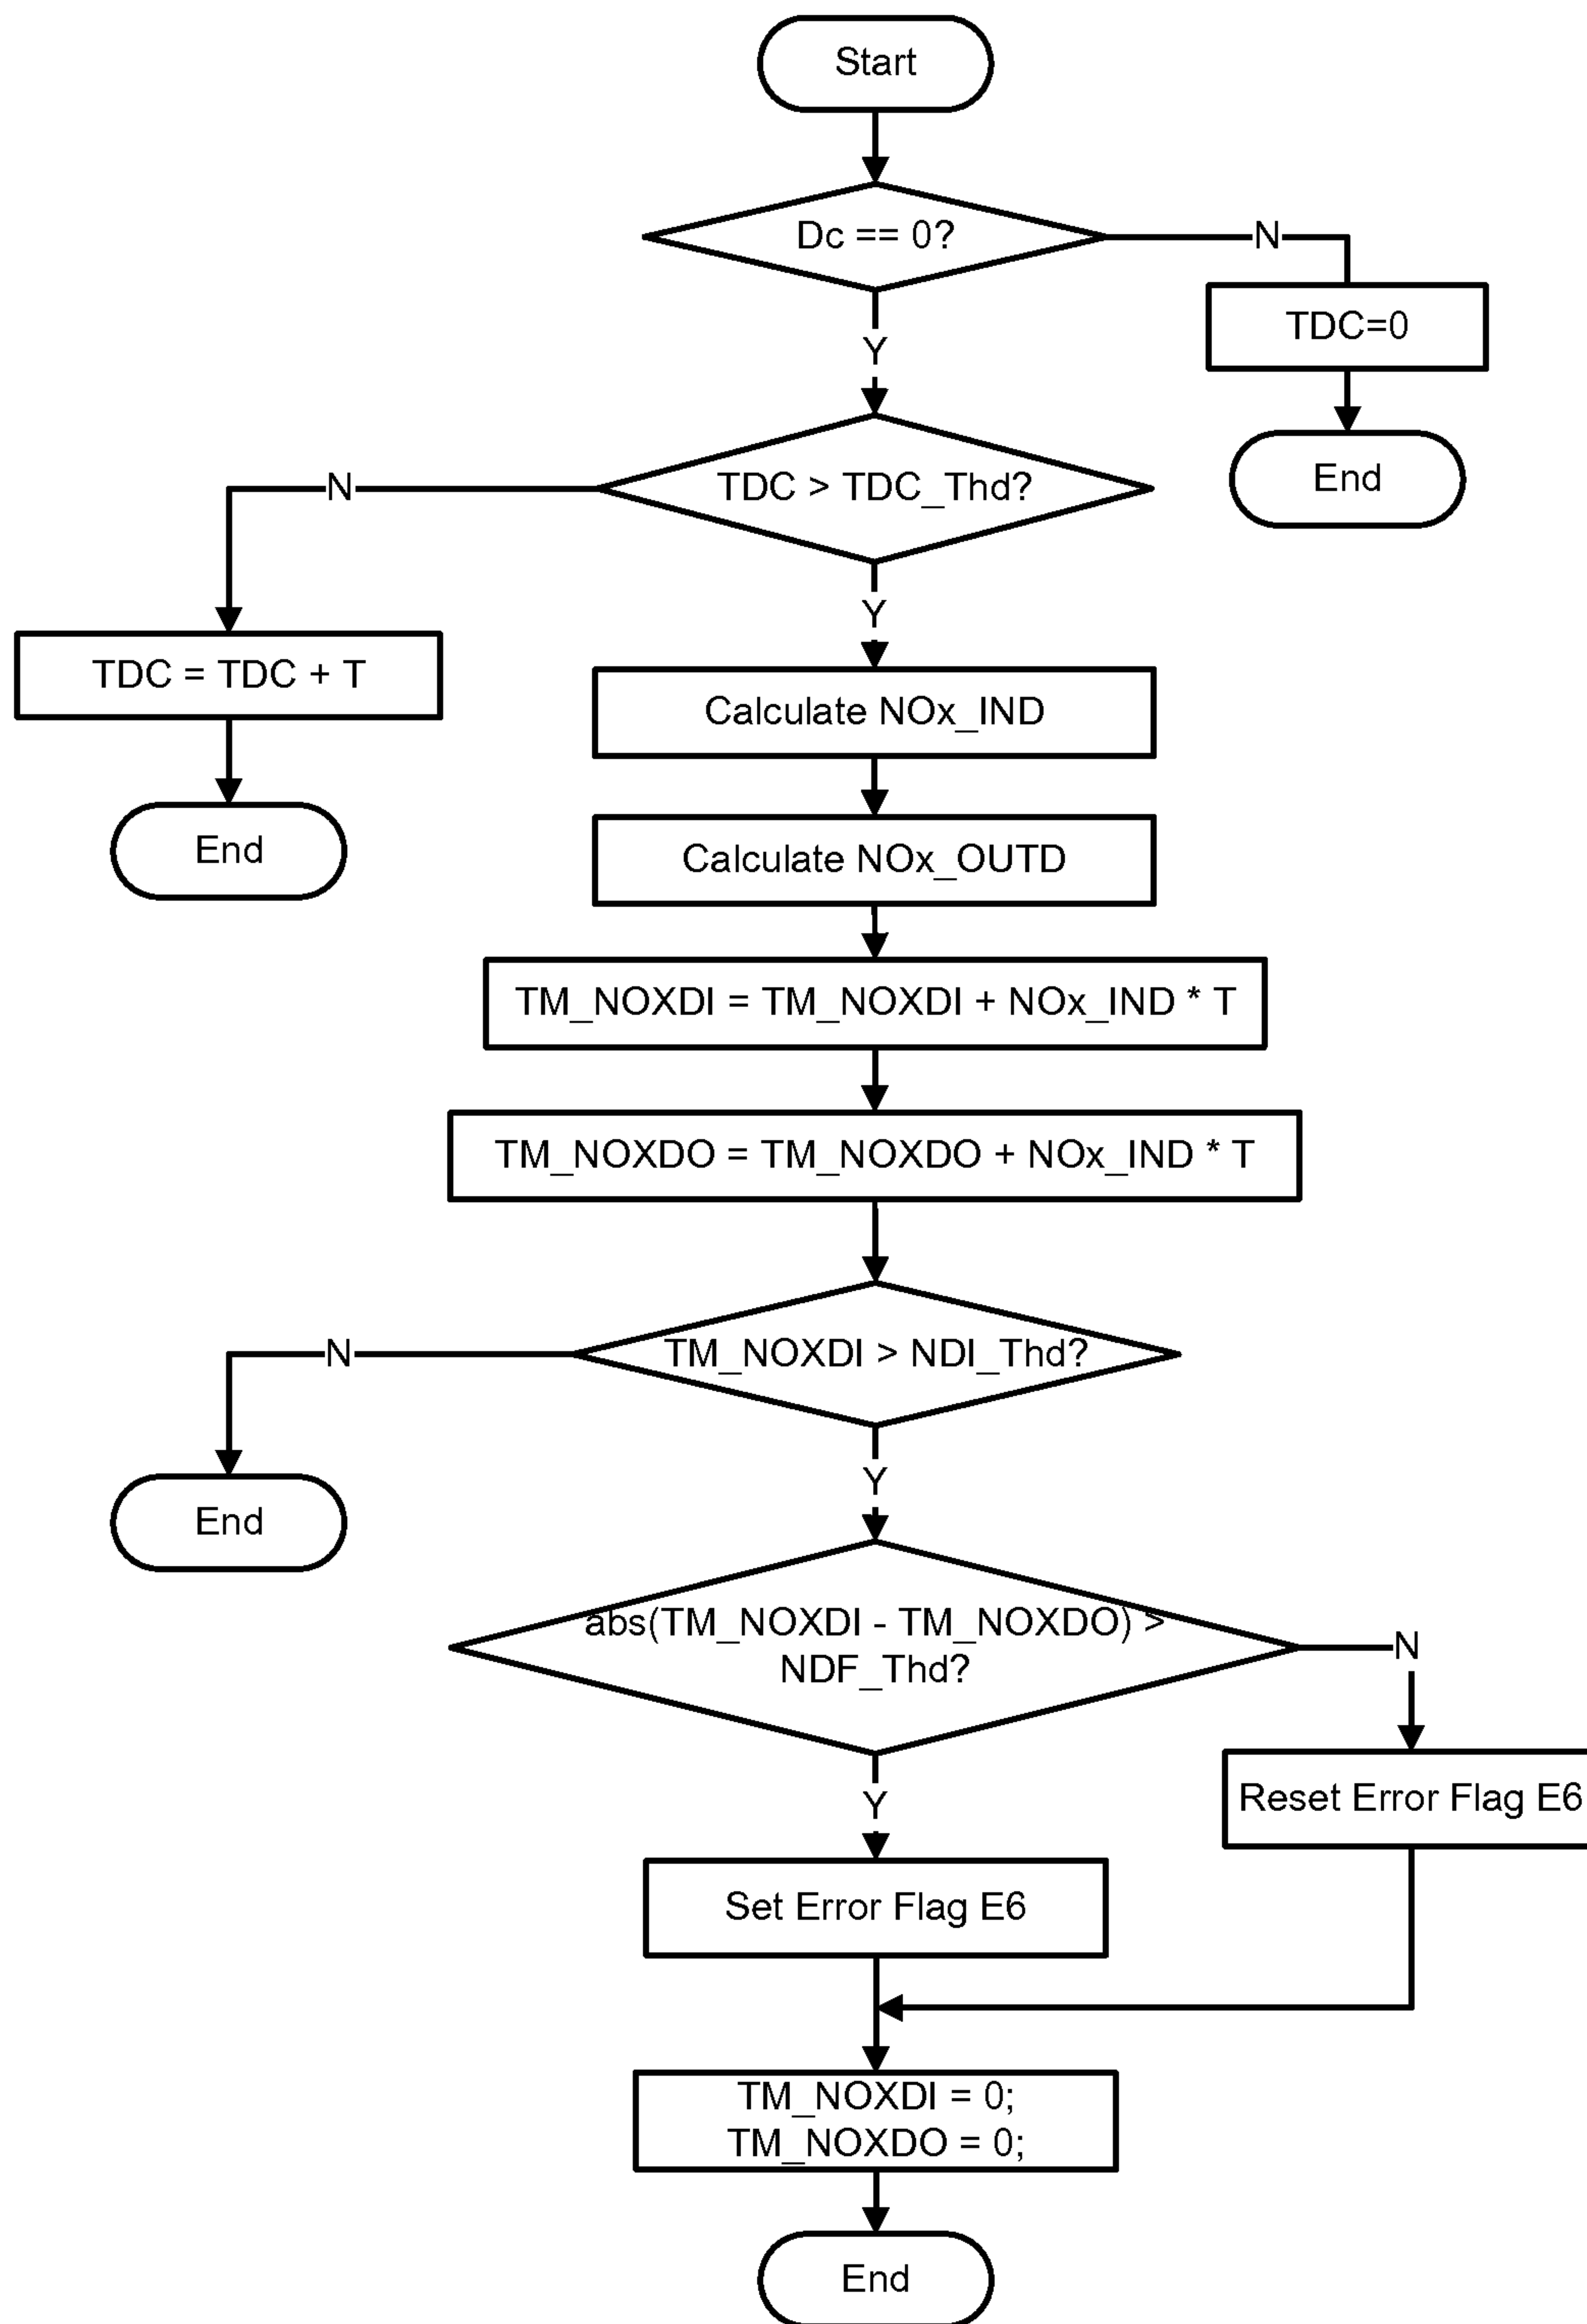 Start
Dc == 0?
N
TDC=0
Y
End
TDC > TDC_Thd?
N
Y
TDC = TDC + T
Calculate NOx_IND
End
Calculate NOx_OUTD
TM_NOXDI = TM_NOXDI + NOx_IND * T
TM_NOXDO = TM_NOXDO + NOx_IND * T
TM_NOXDI > NDI_Thd?
N
Y
End
abs(TM_NOXDI - TM_NOXDO) >
NDF_Thd?
N
Y
Reset Error Flag E6
Set Error Flag E6
TM_NOXDI = 0;
TM_NOXDO = 0;
End